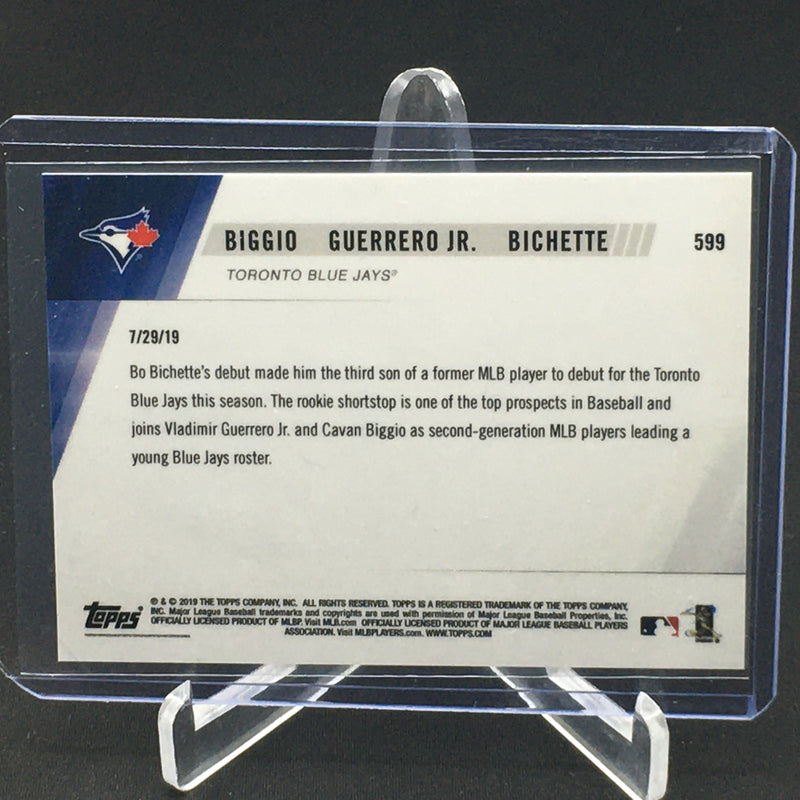 BIGGIO GUERRERO JR. BICHETTE 599
TORONTO BLUE JAYS®
7/29/19
Bo Bichette's debut made him the third son of a former MLB player to debut for the Toronto
Blue Jays this season. The rookie shortstop is one of the top prospects in Baseball and
joins Vladimir Guerrero Jr. and Cavan Biggio as second-generation MLB players leading a
young Blue Jays roster.
topps
® & © 2019 THE TOPPS COMPANY, INC. ALL RIGHTS RESERVED. TOPPS IS A REGISTERED TRADEMARK OF THE TOPPS COMPANY,
INC. Major League Baseball trademarks and copyrights are used with permission of Major League Baseball Properties, Inc.
OFFICIALLY LICENSED PRODUCT OF MLBP. Visit MLB.com OFFICIALLY LICENSED PRODUCT OF MAJOR LEAGUE BASEBALL PLAYERS
ASSOCIATION. Visit MLBPLAYERS.com. WWW.TOPPS.COM